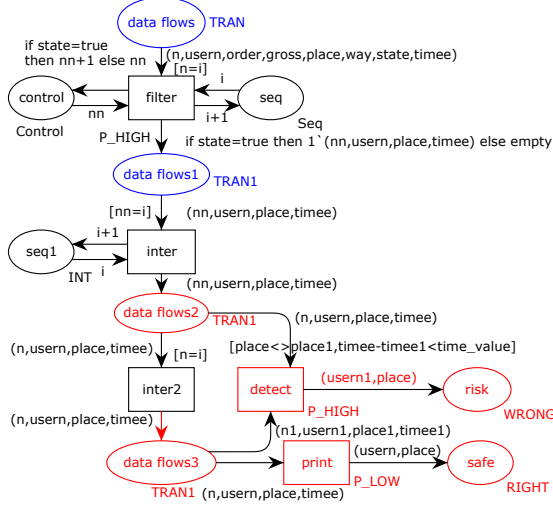 data flows
TRAN
if state=true
then nn+1 else nn
(n,usern,order,gross,place,way,state,timee)
[n=i]
i
control
filter
seq
nn
i+1
Control
Seq
P_HIGH
if state=true then 1`(nn,usern,place,timee) else empty
data flows1
TRAN1
[nn=i]
(nn,usern,place,timee)
i+1
seq1
inter
INT
i
(nn,usern,place,timee)
data flows2
TRAN1
(n,usern,place,timee)
(n,usern,place,timee)
[n=i]
[place<>place1,timee-timee1<time_value]
inter2
detect
(usern1,place)
risk
P_HIGH
WRONG
(n,usern,place,timee)
(n1,usern1,place1,timee1)
data flows3
print
(usern,place)
safe
TRAN1
P_LOW
RIGHT
(n,usern,place,timee)